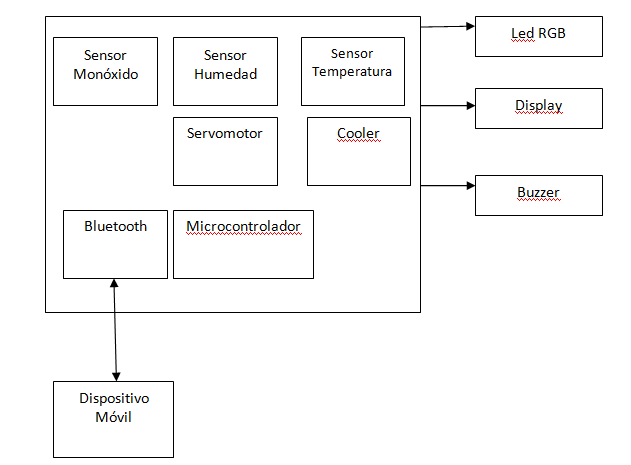 Led RGB
Sensor
Monóxido
Sensor
Humedad
Sensor
Temperatura
Display
Servomotor
Cooler
Buzzer
Bluetooth
Microcontrolador
Dispositivo
Móvil